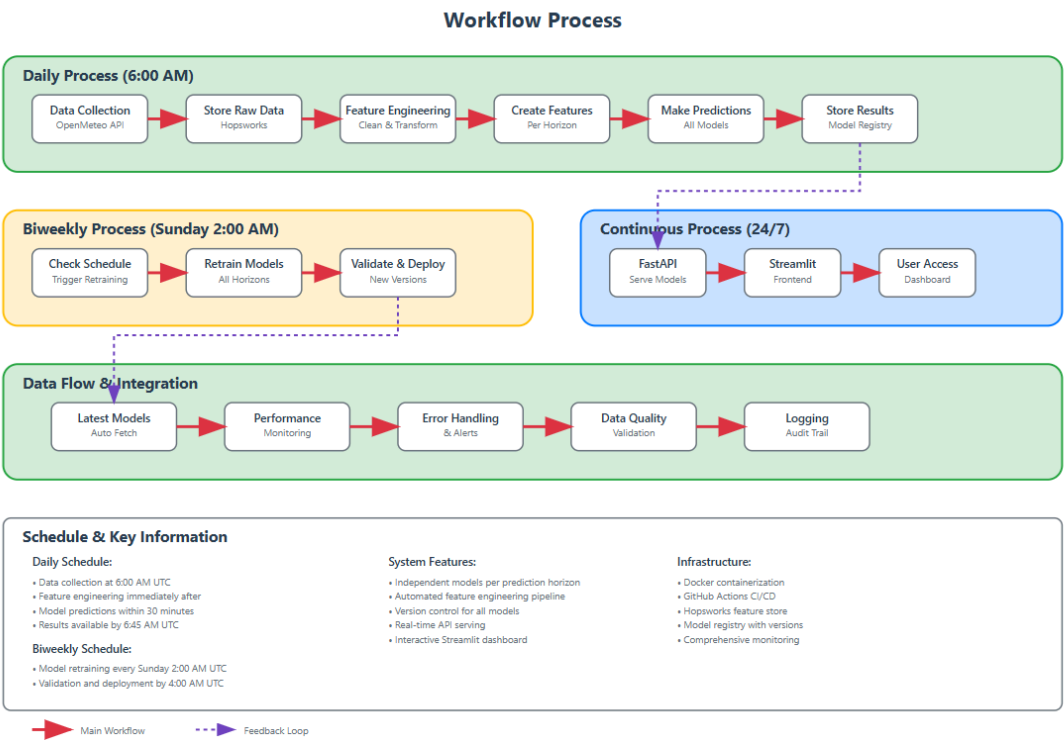 Workflow Process
Daily Process (6:00 AM)
Data Collection
OpenMeteo API
Store Raw Data
Hopsworks
Feature Engineering
Clean & Transform
Create Features
Per Horizon
Make Predictions
All Models
Store Results
Model Registry
Biweekly Process (Sunday 2:00 AM)
Check Schedule
Trigger Retraining
Retrain Models
All Horizons
Validate & Deploy
New Versions
Continuous Process (24/7)
FastAPI
Serve Models
Streamlit
Frontend
User Access
Dashboard
Data Flow & Integration
Latest Models
Auto Fetch
Performance
Monitoring
Error Handling
& Alerts
Data Quality
Validation
Logging
Audit Trail
Schedule & Key Information
Daily Schedule:
• Data collection at 6:00 AM UTC
• Feature engineering immediately after
• Model predictions within 30 minutes
• Results available by 6:45 AM UTC
Biweekly Schedule:
• Model retraining every Sunday 2:00 AM UTC
• Validation and deployment by 4:00 AM UTC
System Features:
• Independent models per prediction horizon
• Automated feature engineering pipeline
• Version control for all models
• Real-time API serving
• Interactive Streamlit dashboard
Infrastructure:
• Docker containerization
• GitHub Actions CI/CD
• Hopsworks feature store
• Model registry with versions
• Comprehensive monitoring
Main Workflow
Feedback Loop